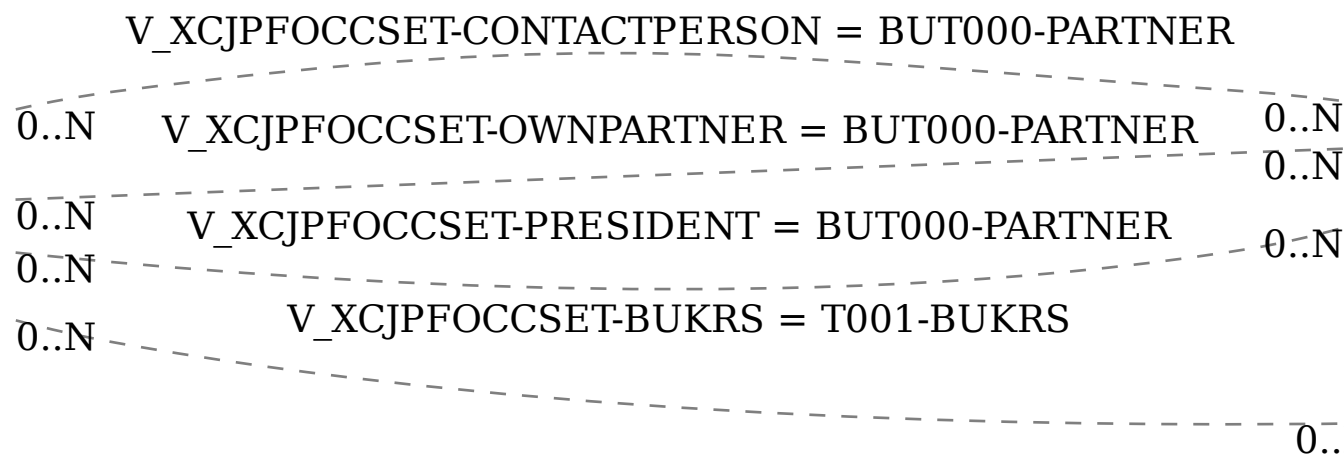 V_XCJPFOCCSET-CONTACTPERSON = BUT000-PARTNER
0..N
0..N
V_XCJPFOCCSET-OWNPARTNER = BUT000-PARTNER
0..N
0..N
V_XCJPFOCCSET-PRESIDENT = BUT000-PARTNER
0..N
0..N
V_XCJPFOCCSET-BUKRS = T001-BUKRS
0..N
0..